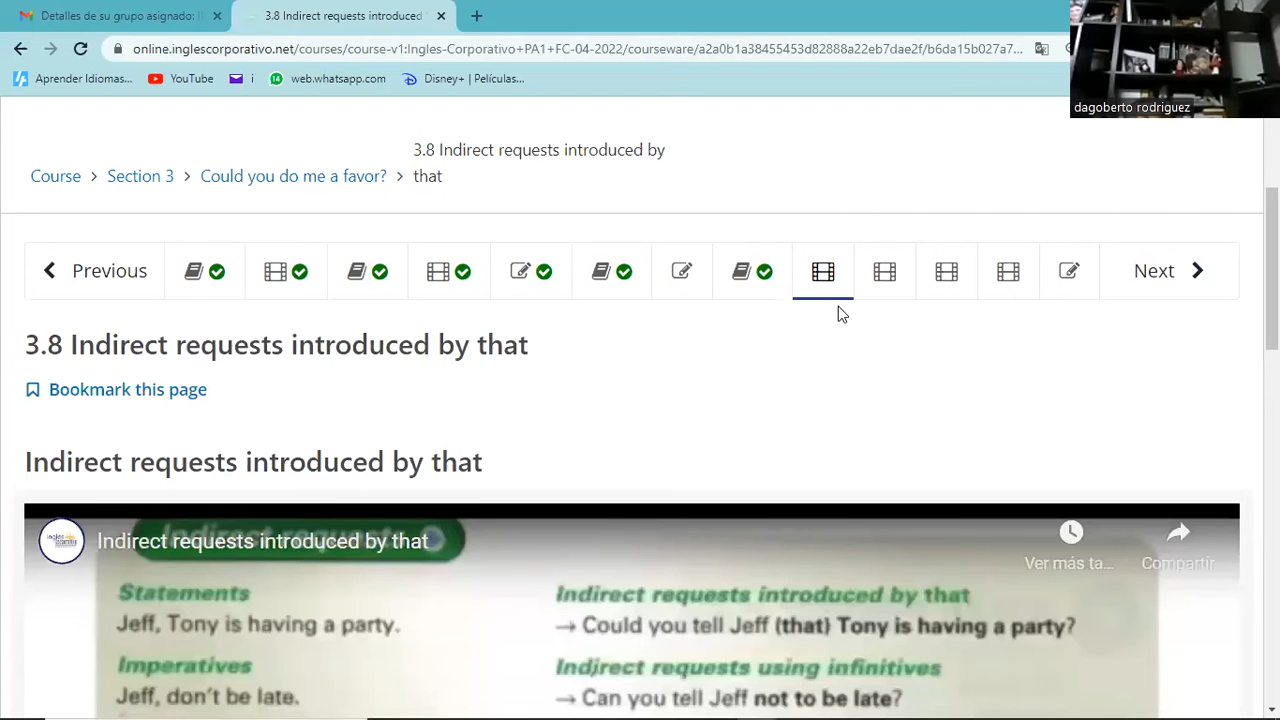 Detalles de su grupo asignado: I
3.8 Indirect requests introduced
online.inglescorporativo.net/courses/course-v1:Ingles-Corporativo+PA1+FC-04-2022/courseware/a2a0b1a38455453d82888a22eb7dae2f/b6da15b027a7...
Aprender Idiomas...
YouTube
i
14
web.whatsapp.com
Disney+ | Películas...
dagoberto rodriguez
3.8 Indirect requests introduced by
Course > Section 3 > Could you do me a favor? > that
Previous
Next
3.8 Indirect requests introduced by that
Bookmark this page
Indirect requests introduced by that
Indirect requests
Indirect requests introduced by that
Ver más ta...
Compartir
Statements
Indirect requests introduced by that
Jeff, Tony is having a party.
→ Could you tell Jeff (that) Tony is having a party?
Imperatives
Indirect requests using infinitives
Jeff, don't be late.
→ Can you tell Jeff not to be late?